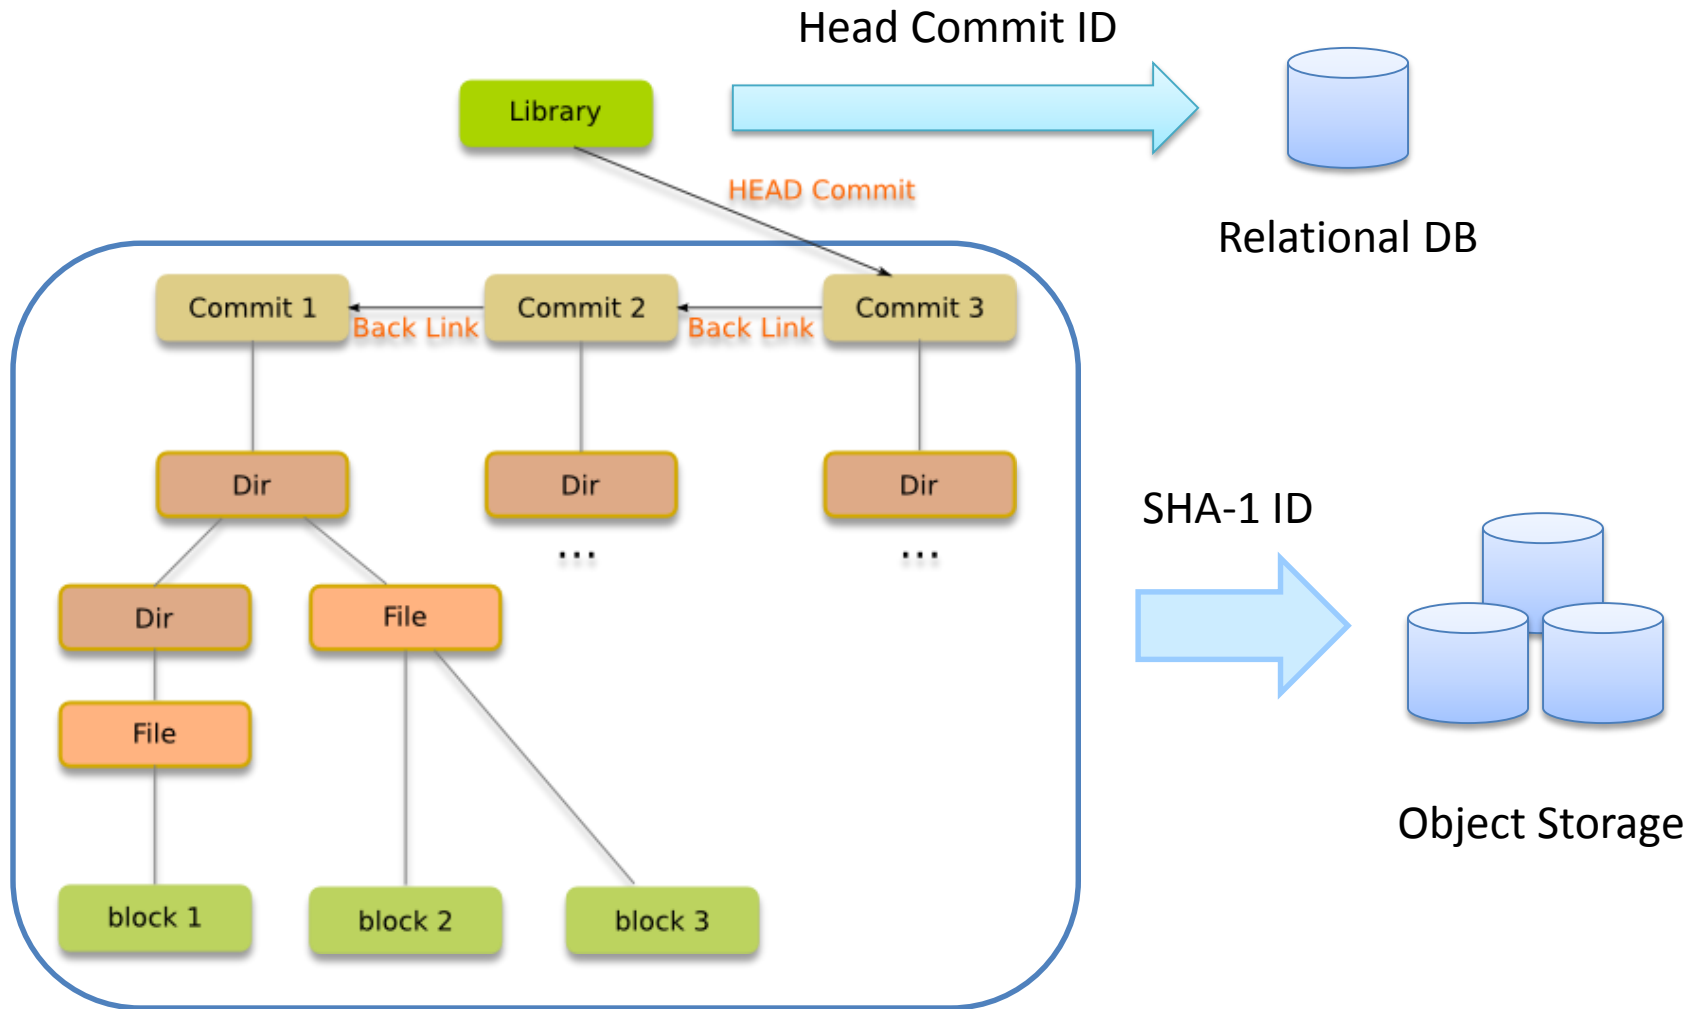 Head Commit ID
Library
HEAD Commit
Relational DB
Commit 1
Commit 2
Commit 3
Back Link
Back Link
Dir
Dir
Dir
SHA-1 ID
...
...
Dir
File
File
Object Storage
block 1
block 2
block 3